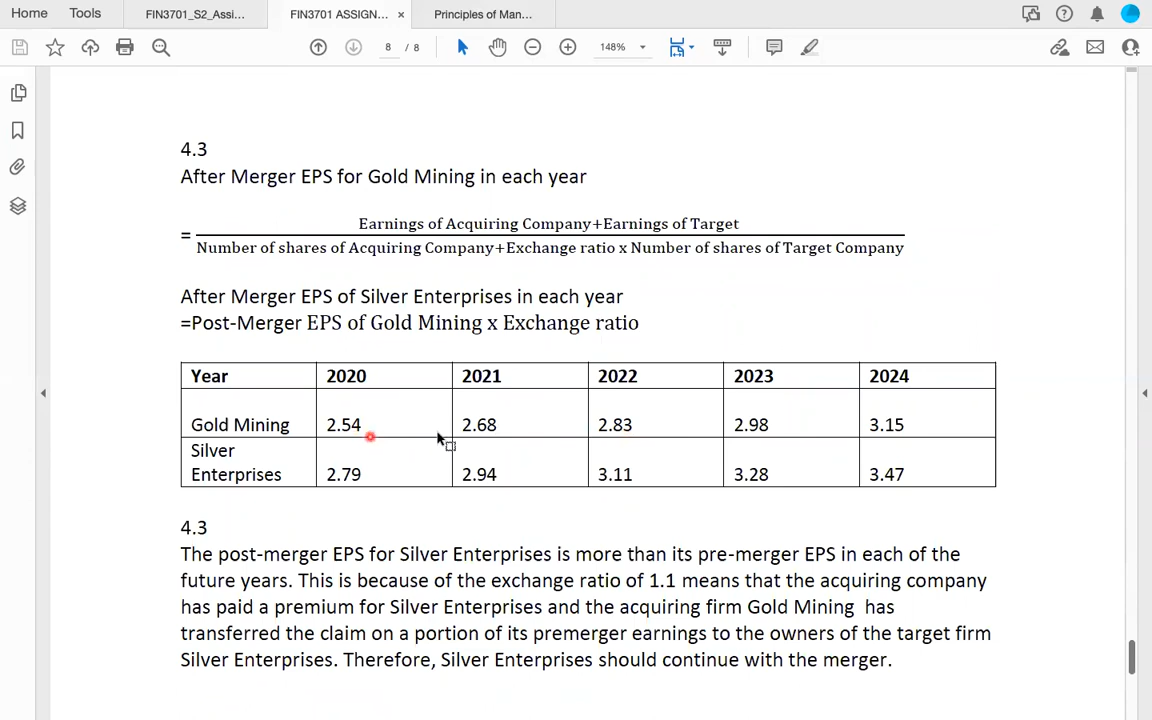 Home Tools FIN3701_S2_Assi... FIN3701 ASSIGN... × Principles of Man...
8 / 8 148%
4.3
After Merger EPS for Gold Mining in each year
= Earnings of Acquiring Company+Earnings of Target
Number of shares of Acquiring Company+Exchange ratio x Number of shares of Target Company
After Merger EPS of Silver Enterprises in each year
=Post-Merger EPS of Gold Mining x Exchange ratio
Year 2020 2021 2022 2023 2024
Gold Mining 2.54 2.68 2.83 2.98 3.15
Silver
Enterprises 2.79 2.94 3.11 3.28 3.47
4.3
The post-merger EPS for Silver Enterprises is more than its pre-merger EPS in each of the
future years. This is because of the exchange ratio of 1.1 means that the acquiring company
has paid a premium for Silver Enterprises and the acquiring firm Gold Mining has
transferred the claim on a portion of its premerger earnings to the owners of the target firm
Silver Enterprises. Therefore, Silver Enterprises should continue with the merger.